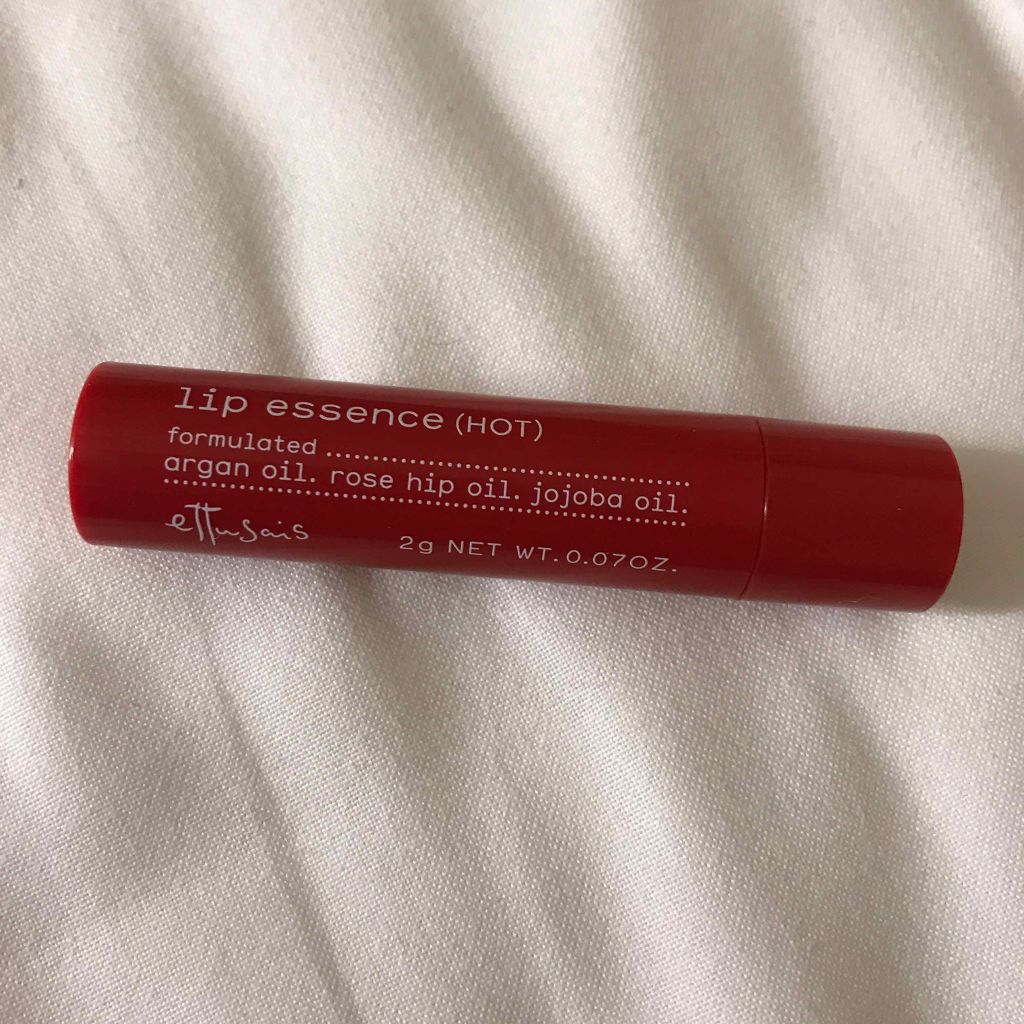 lip essence (HOT)
formulated
argan oil. rose hip oil. jojoba oil.
ettusais
2g NET WT. 0.07OZ.